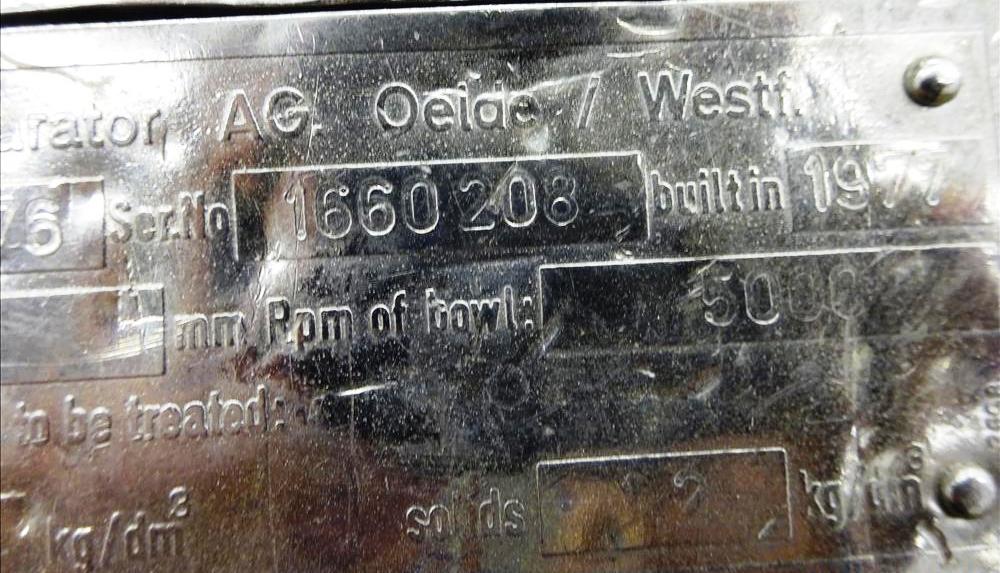 arator AG. Oelde / Westf.
76 Ser.No 1660 208 built in 1977
mm Rpm of bowl: 5000
to be treated:
kg/dm³ solids 2 kg/dm³